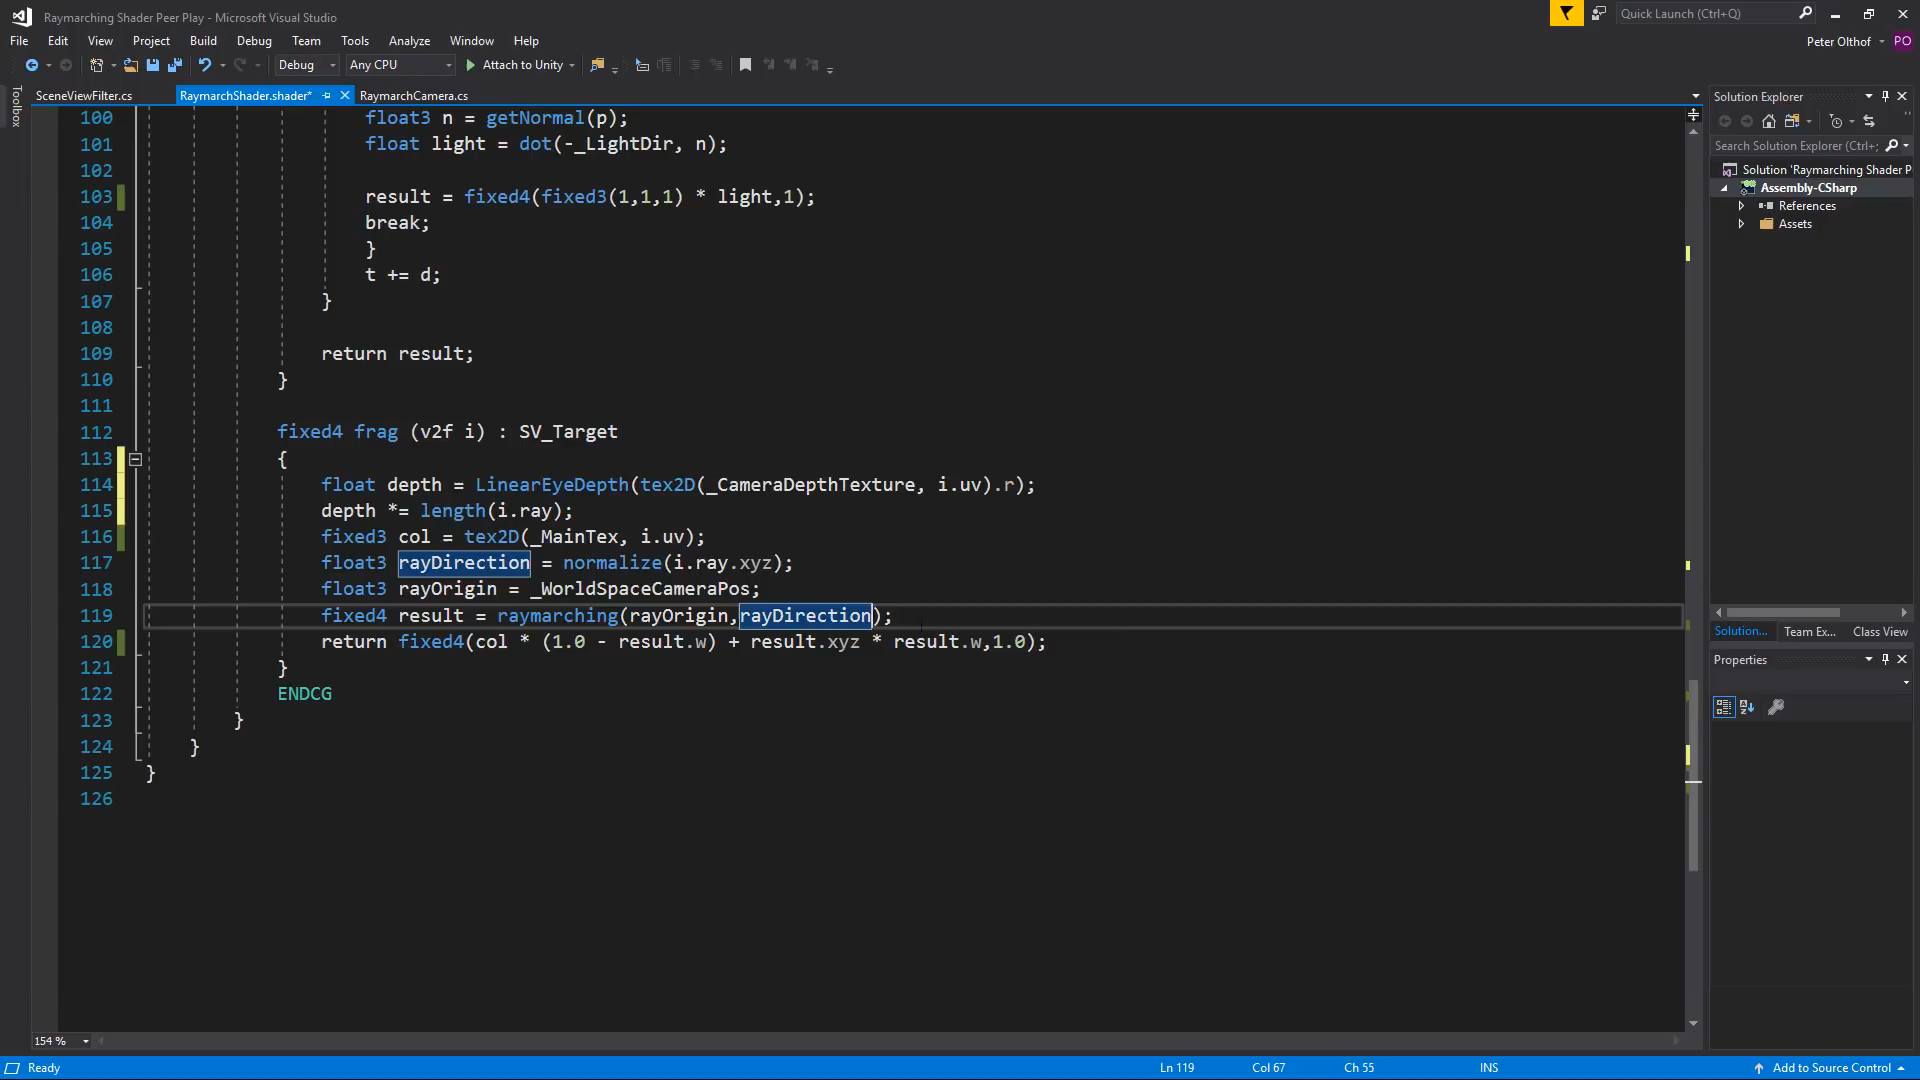 Raymarching Shader Peer Play - Microsoft Visual Studio
Quick Launch (Ctrl+Q)
File Edit View Project Build Debug Team Tools Analyze Window Help
Peter Olthof PO
Debug Any CPU Attach to Unity
Toolbox
SceneViewFilter.cs RaymarchShader.shader* RaymarchCamera.cs
100 float3 n = getNormal(p);
101 float light = dot(-_LightDir, n);
102
103 result = fixed4(fixed3(1,1,1) * light,1);
104 break;
105 }
106 t += d;
107 }
108
109 return result;
110 }
111
112 fixed4 frag (v2f i) : SV_Target
113 {
114 float depth = LinearEyeDepth(tex2D(_CameraDepthTexture, i.uv).r);
115 depth *= length(i.ray);
116 fixed3 col = tex2D(_MainTex, i.uv);
117 float3 rayDirection = normalize(i.ray.xyz);
118 float3 rayOrigin = _WorldSpaceCameraPos;
119 fixed4 result = raymarching(rayOrigin,rayDirection);
120 return fixed4(col * (1.0 - result.w) + result.xyz * result.w,1.0);
121 }
122 ENDCG
123 }
124 }
125 }
126
Solution Explorer
Search Solution Explorer (Ctrl+;
Solution 'Raymarching Shader P
Assembly-CSharp
References
Assets
Solution... Team Ex... Class View
Properties
154 %
Ready Ln 119 Col 67 Ch 55 INS Add to Source Control